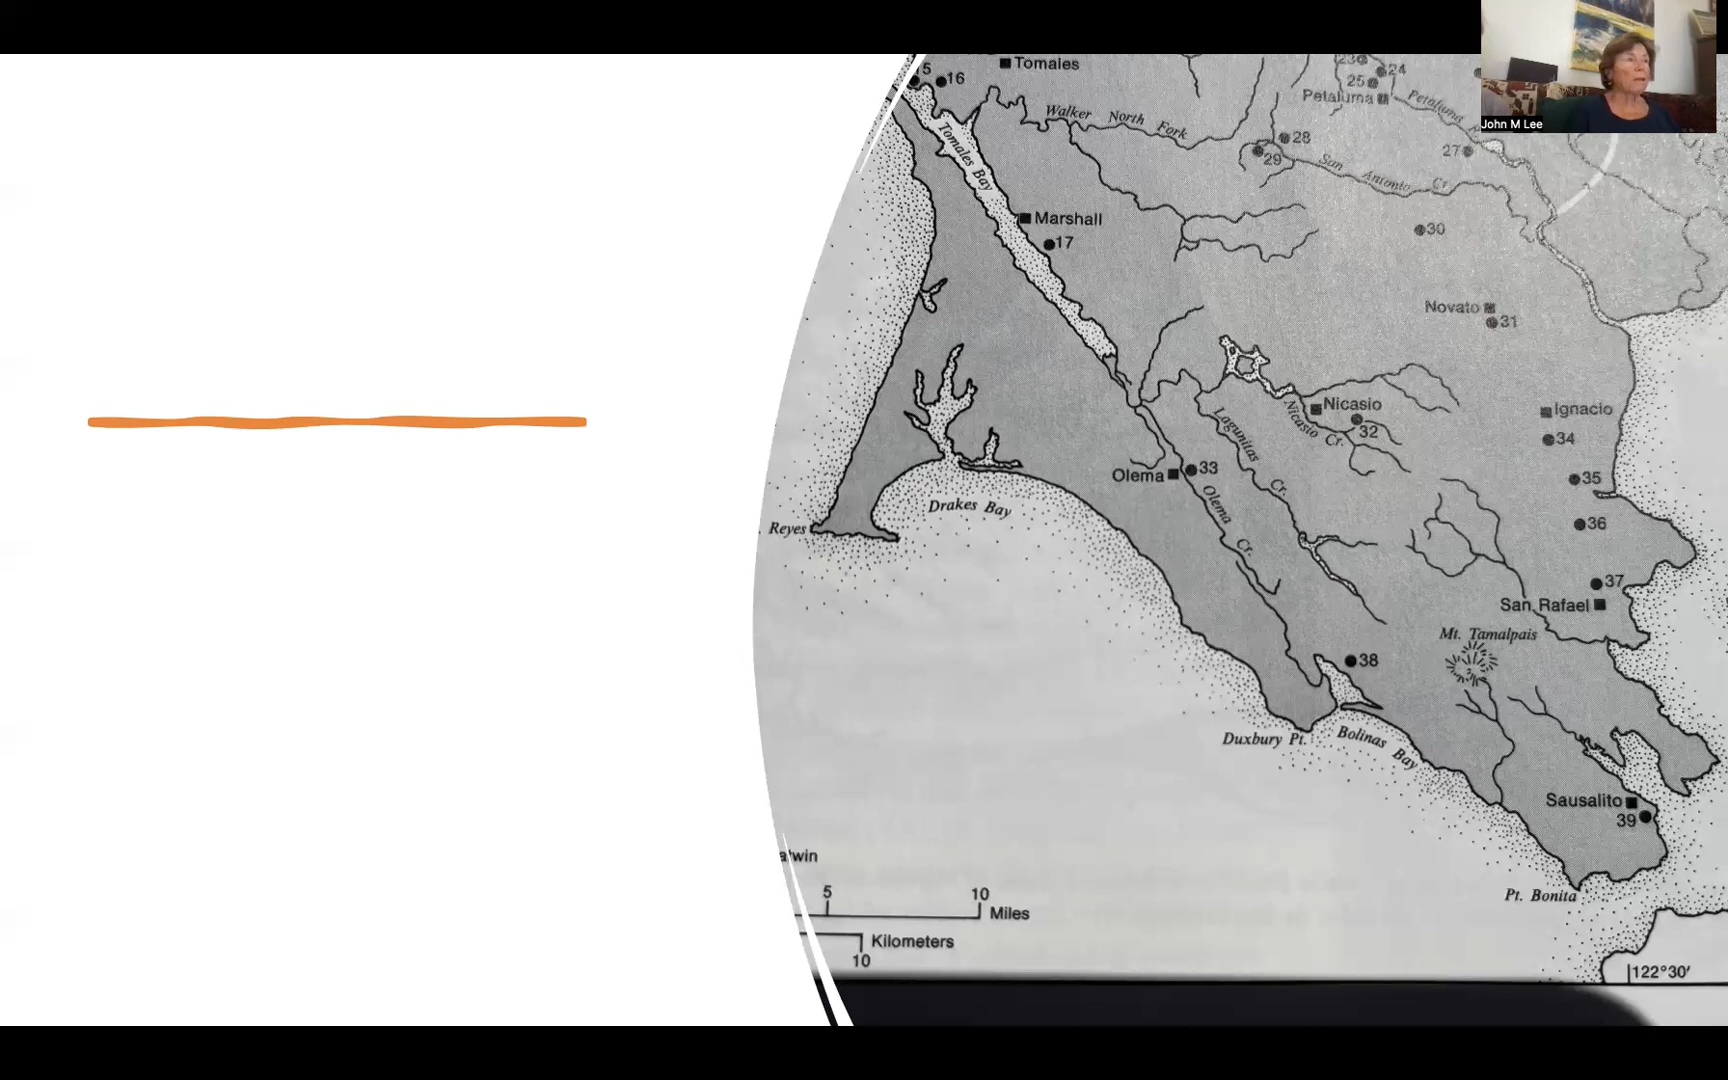 John M Lee
5
16
Tomales
23
24
25
Petaluma
Petaluma
Walker North Fork
28
29
27
San Antonio Cr.
Tomales Bay
Marshall
17
30
Novato
31
Nicasio
32
Nicasio Cr.
Ignacio
34
Lagunitas Cr.
Olema
33
35
Olema Cr.
Drakes Bay
Reyes
36
37
San Rafael
Mt. Tamalpais
38
Duxbury Pt.
Bolinas Bay
Sausalito
39
Pt. Bonita
5
10
Miles
Kilometers
10
122°30'